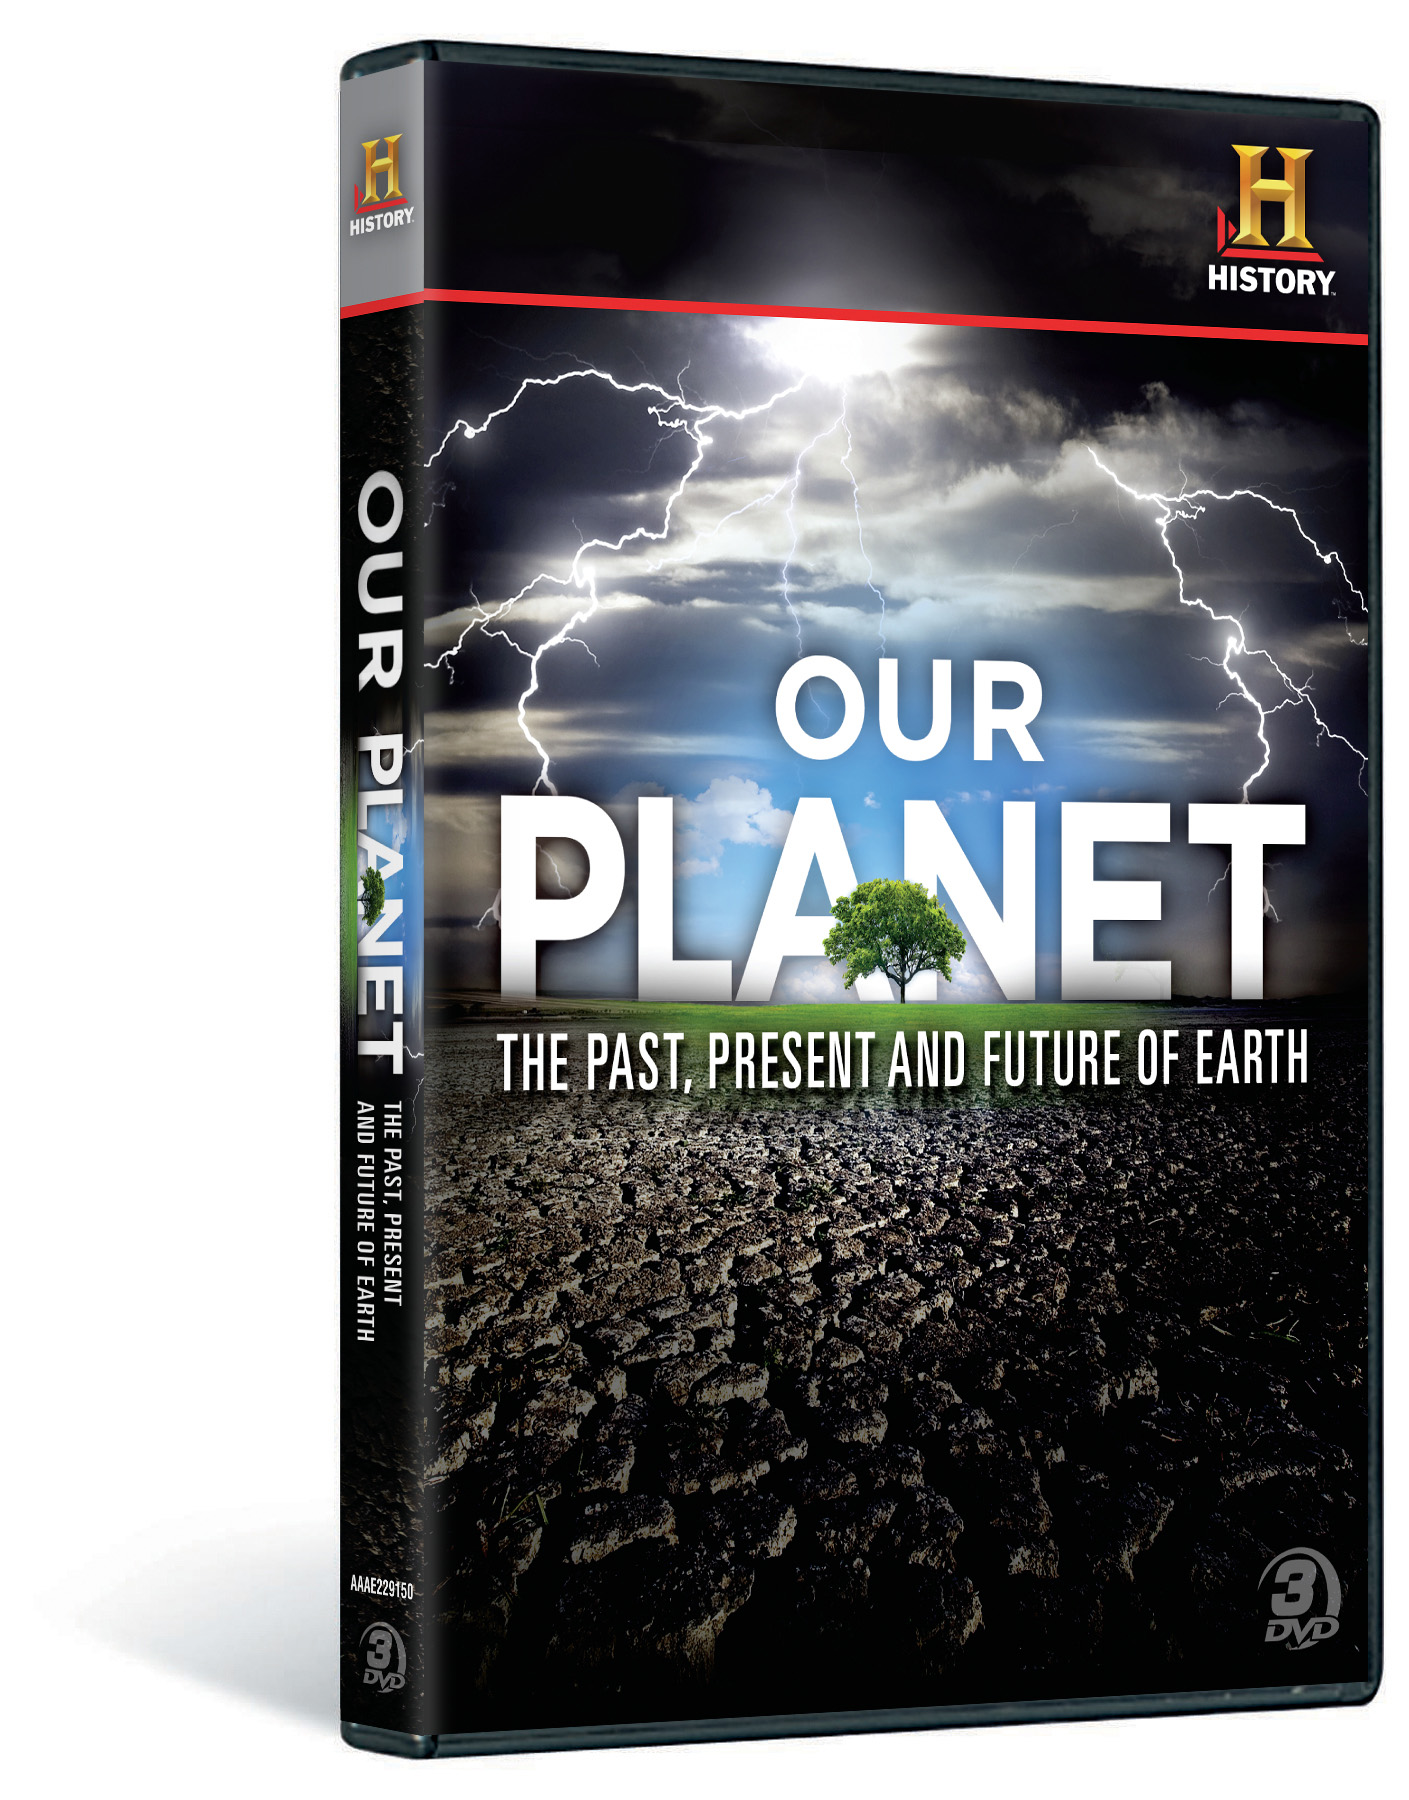 H
HISTORY
OUR PLANET
THE PAST, PRESENT
AND FUTURE OF EARTH
AAAE229150
3
DVD
H
HISTORY™
OUR
PLANET
THE PAST, PRESENT AND FUTURE OF EARTH
3
DVD